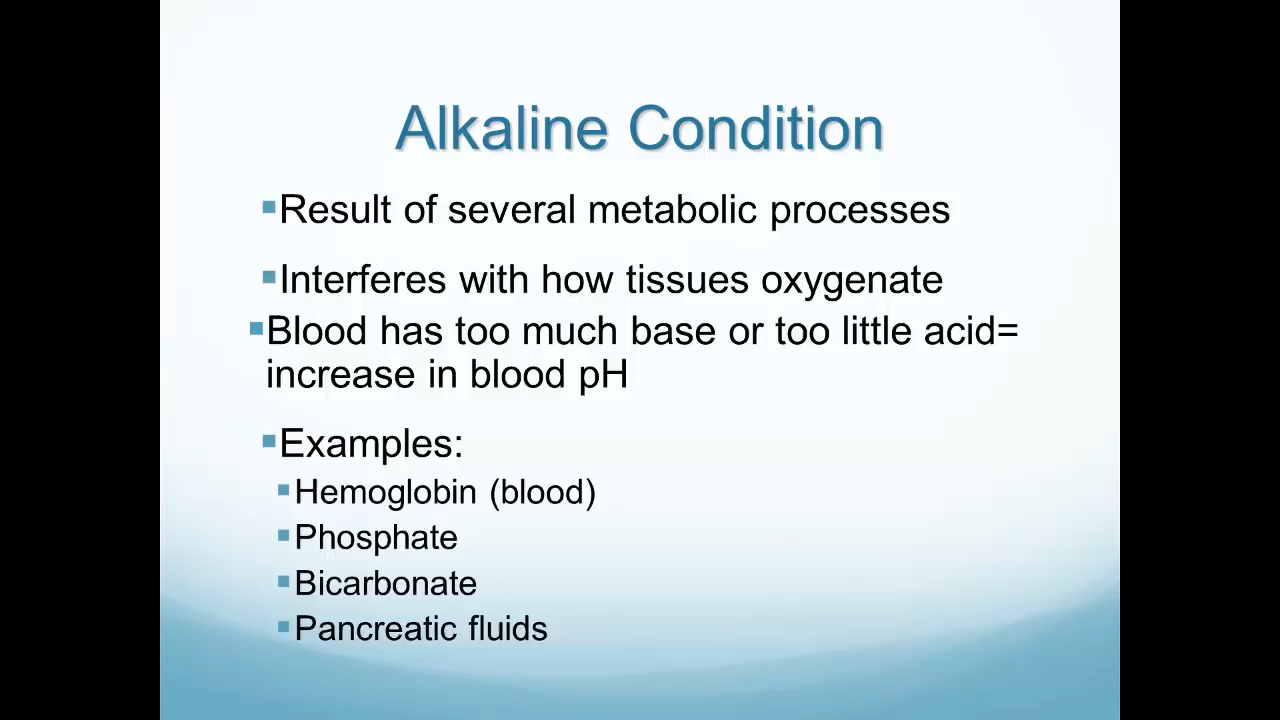 Alkaline Condition
▪Result of several metabolic processes
▪Interferes with how tissues oxygenate
▪Blood has too much base or too little acid=
increase in blood pH
▪Examples:
▪Hemoglobin (blood)
▪Phosphate
▪Bicarbonate
▪Pancreatic fluids